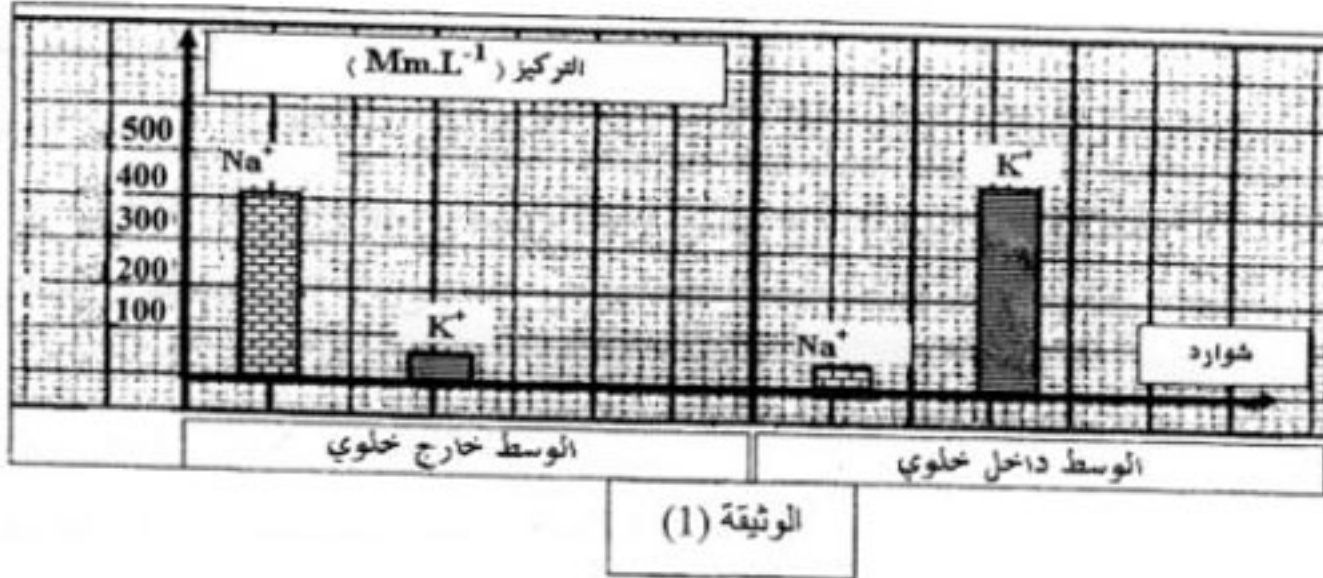 التركيز ( Mm.L⁻¹ )
500
400
300
200
100
Na⁺
K⁺
Na⁺
K⁺
شوارد
الوسط خارج خلوي
الوسط داخل خلوي
الوثيقة (1)